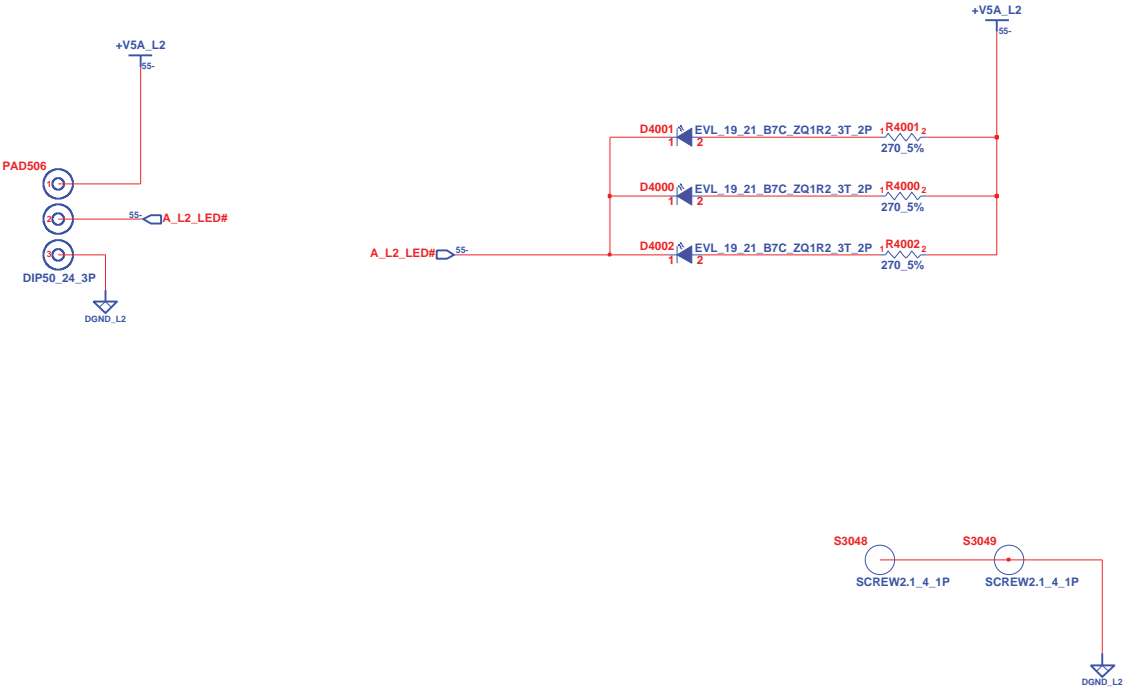 +V5A_L2
55-
PAD506
1
2
55-
A_L2_LED#
3
DIP50_24_3P
DGND_L2
+V5A_L2
55-
D4001
EVL_19_21_B7C_ZQ1R2_3T_2P
1
R4001
2
1
2
270_5%
D4000
EVL_19_21_B7C_ZQ1R2_3T_2P
1
R4000
2
1
2
270_5%
A_L2_LED#
55-
D4002
EVL_19_21_B7C_ZQ1R2_3T_2P
1
R4002
2
1
2
270_5%
S3048
S3049
SCREW2.1_4_1P
SCREW2.1_4_1P
DGND_L2